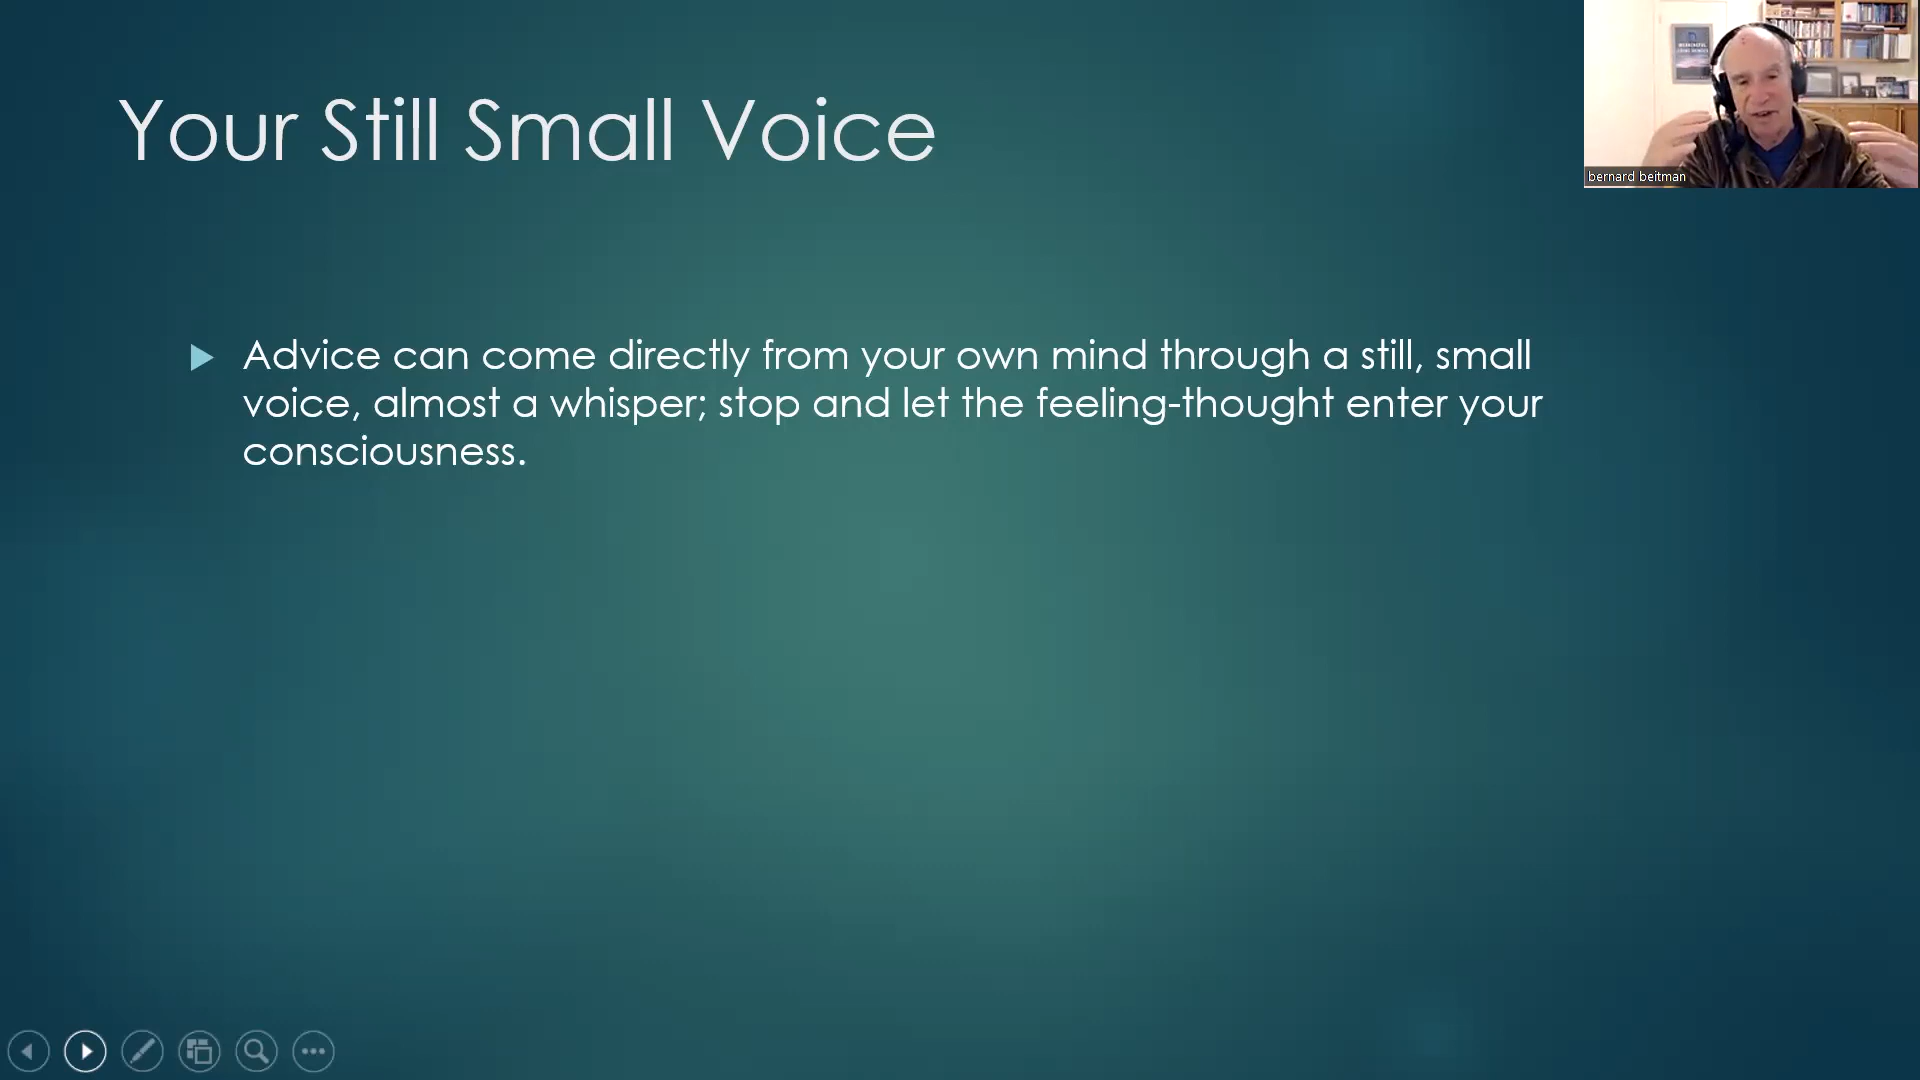 Your Still Small Voice
Advice can come directly from your own mind through a still, small
voice, almost a whisper; stop and let the feeling-thought enter your
consciousness.
bernard beitman